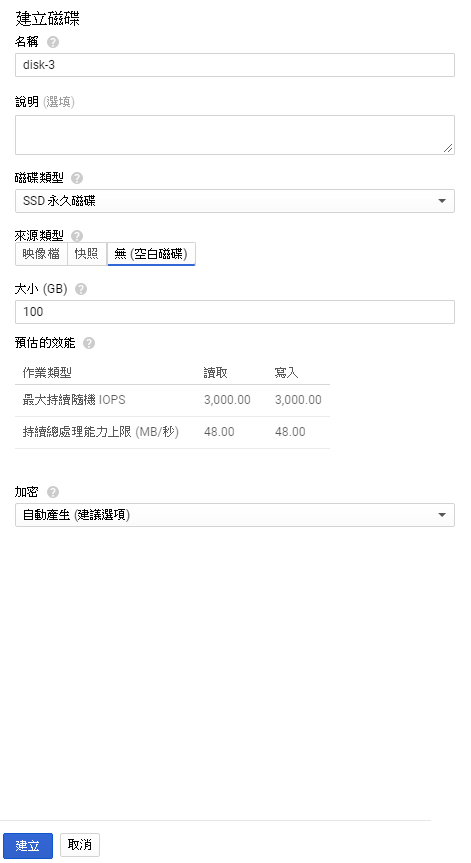 建立磁碟
名稱
disk-3
說明 (選填)
磁碟類型
SSD 永久磁碟
來源類型
映像檔 快照 無 (空白磁碟)
大小 (GB)
100
預估的效能
作業類型 讀取 寫入
最大持續隨機 IOPS 3,000.00 3,000.00
持續總處理能力上限 (MB/秒) 48.00 48.00
加密
自動產生 (建議選項)
建立 取消